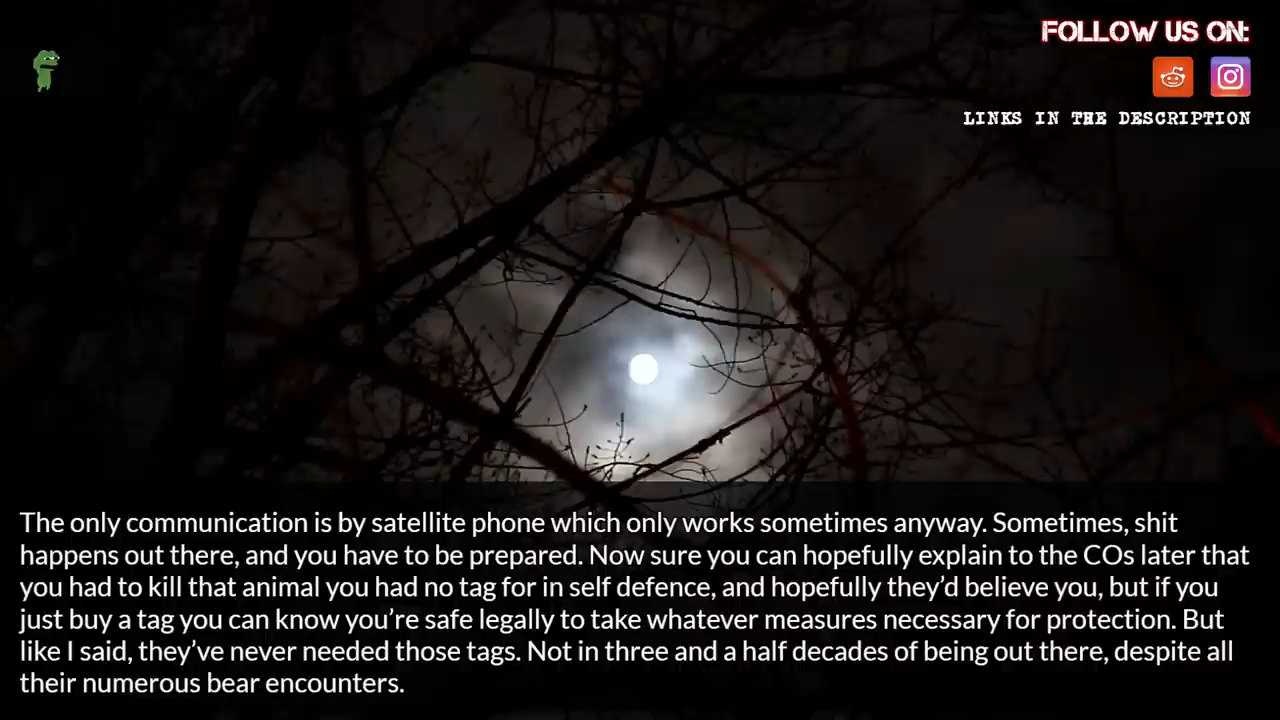 FOLLOW US ON:
LINKS IN THE DESCRIPTION
The only communication is by satellite phone which only works sometimes anyway. Sometimes, shit
happens out there, and you have to be prepared. Now sure you can hopefully explain to the COs later that
you had to kill that animal you had no tag for in self defence, and hopefully they’d believe you, but if you
just buy a tag you can know you’re safe legally to take whatever measures necessary for protection. But
like I said, they’ve never needed those tags. Not in three and a half decades of being out there, despite all
their numerous bear encounters.